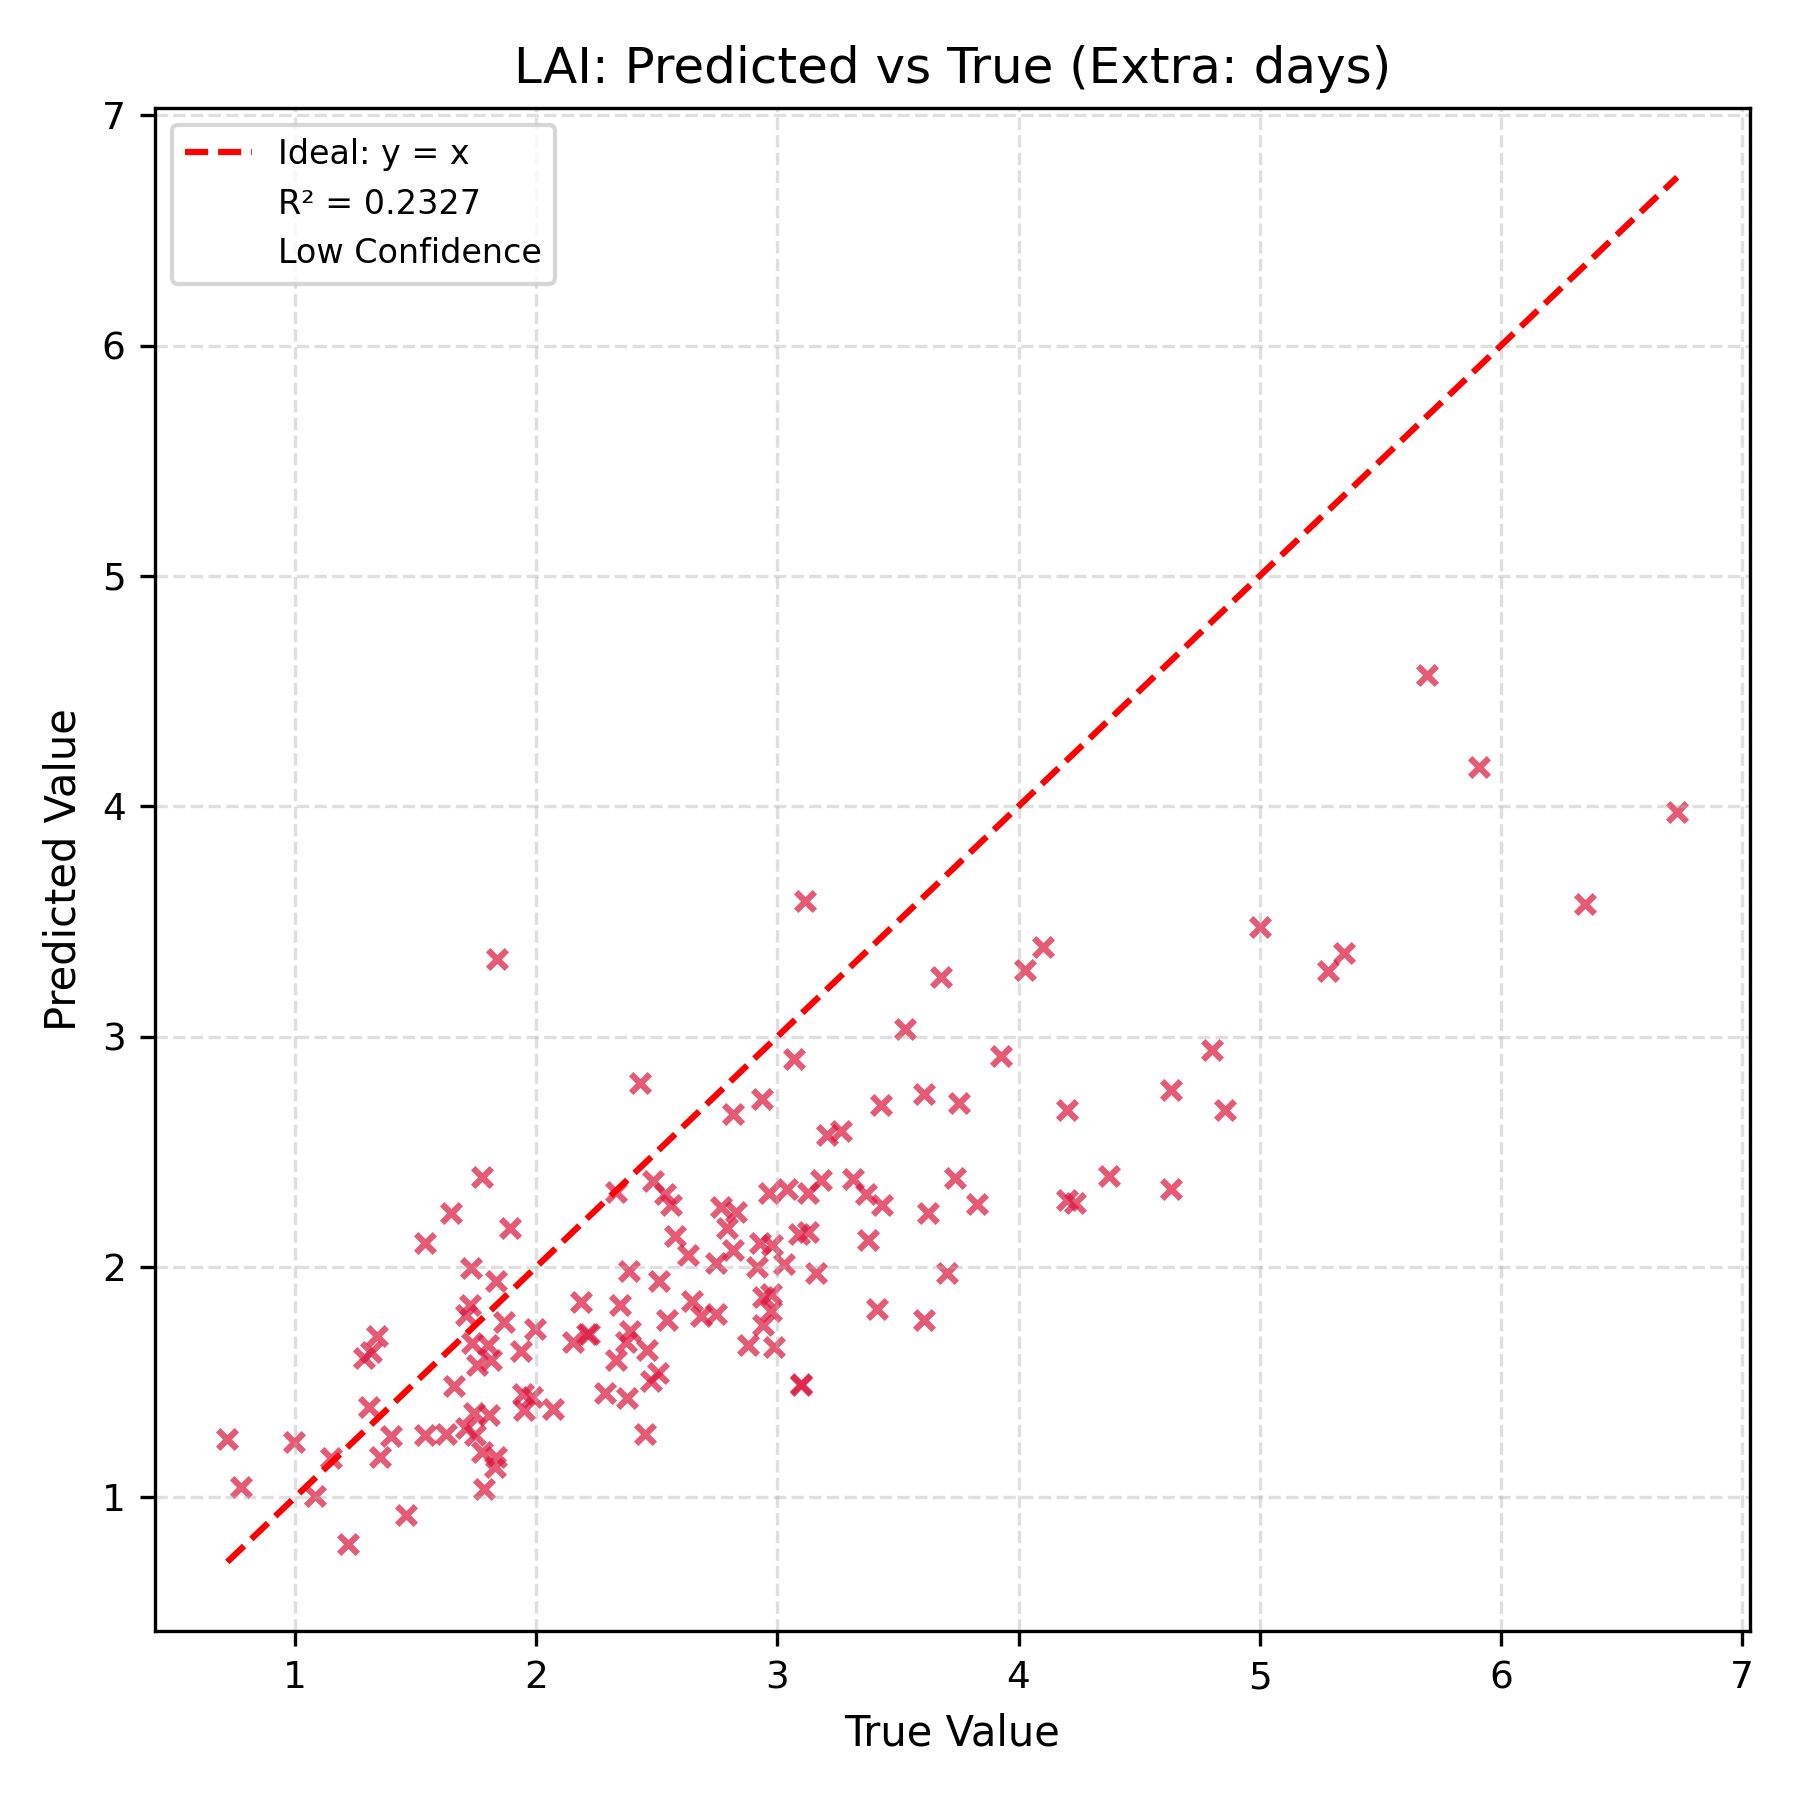 LAI: Predicted vs True (Extra: days)
Ideal: y = x
R² = 0.2327
Low Confidence
7
6
5
4
3
2
1
Predicted Value
1 2 3 4 5 6 7
True Value